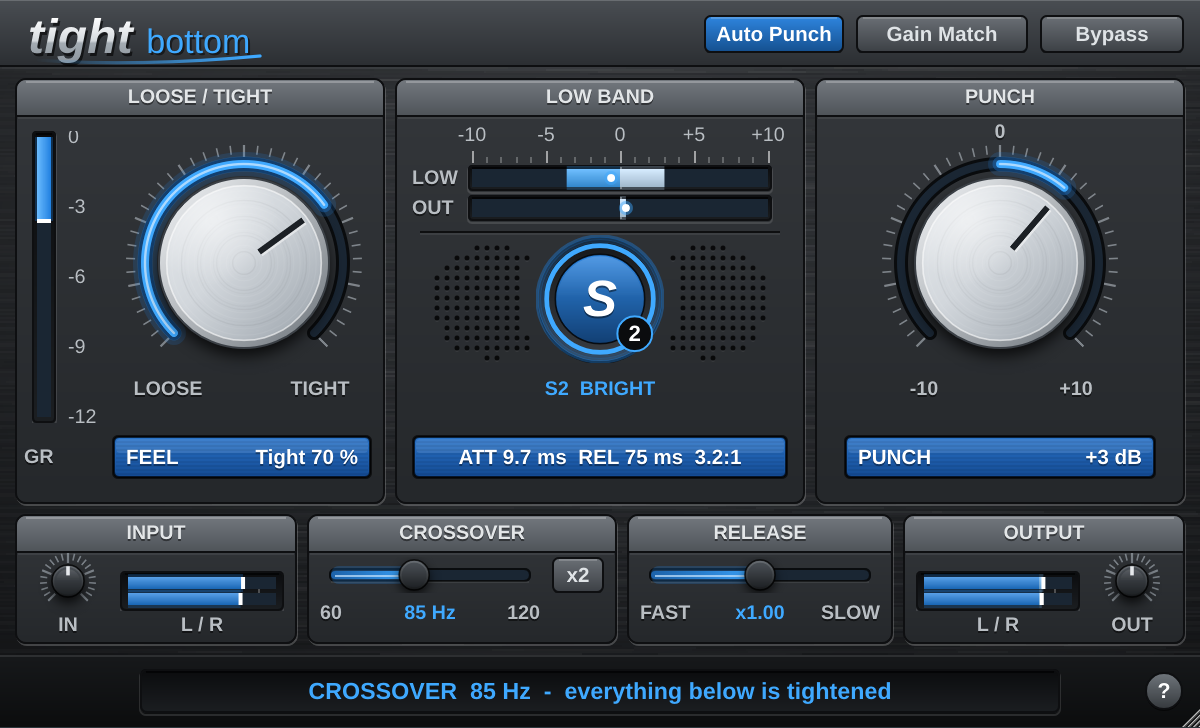 tight bottom
Auto Punch
Gain Match
Bypass
LOOSE / TIGHT
LOW BAND
PUNCH
0
-3
-6
-9
-12
GR
LOOSE
TIGHT
FEEL Tight 70 %
-10 -5 0 +5 +10
LOW
OUT
S
2
S2 BRIGHT
ATT 9.7 ms REL 75 ms 3.2:1
0
-10 +10
PUNCH +3 dB
INPUT
CROSSOVER
RELEASE
OUTPUT
IN
L / R
x2
60 85 Hz 120
FAST x1.00 SLOW
L / R
OUT
CROSSOVER 85 Hz - everything below is tightened
?